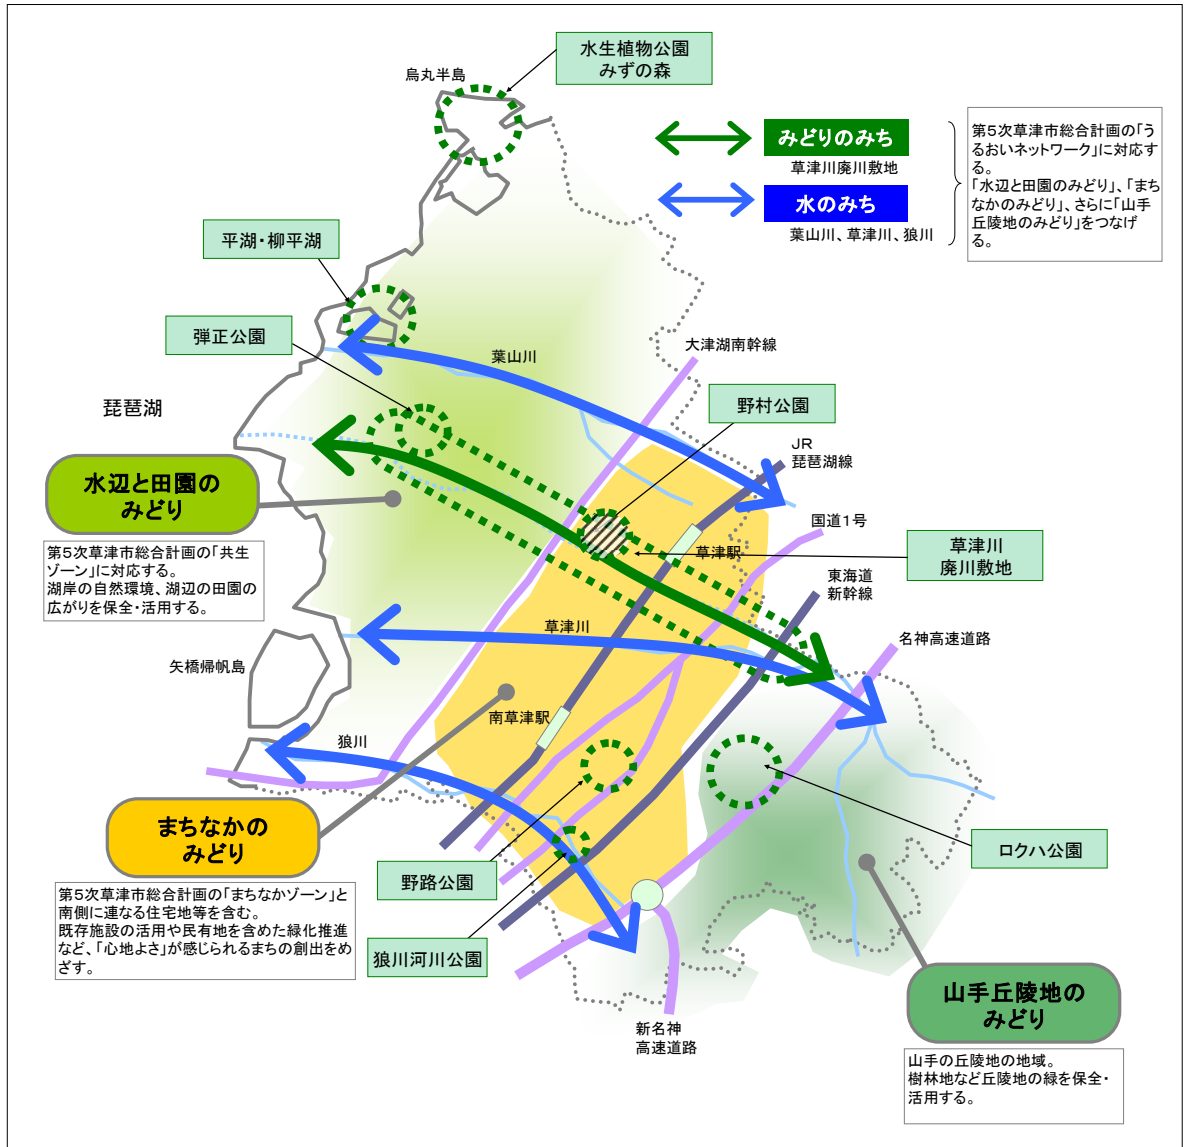 水生植物公園
みずの森
烏丸半島
みどりのみち
草津川廃川敷地
水のみち
葉山川、草津川、狼川
第5次草津市総合計画の「う
るおいネットワーク」に対応す
る。
「水辺と田園のみどり」、「まち
なかのみどり」、さらに「山手
丘陵地のみどり」をつなげ
る。
平湖・柳平湖
弾正公園
葉山川
大津湖南幹線
野村公園
琵琶湖
JR
琵琶湖線
水辺と田園の
みどり
国道1号
草津駅
草津川
廃川敷地
第5次草津市総合計画の「共生
ゾーン」に対応する。
湖岸の自然環境、湖辺の田園の
広がりを保全・活用する。
東海道
新幹線
草津川
名神高速道路
矢橋帰帆島
南草津駅
狼川
まちなかの
みどり
ロクハ公園
野路公園
第5次草津市総合計画の「まちなかゾーン」と
南側に連なる住宅地等を含む。
既存施設の活用や民有地を含めた緑化推進
など、「心地よさ」が感じられるまちの創出をめ
ざす。
狼川河川公園
山手丘陵地の
みどり
新名神
高速道路
山手の丘陵地の地域。
樹林地など丘陵地の緑を保全・
活用する。